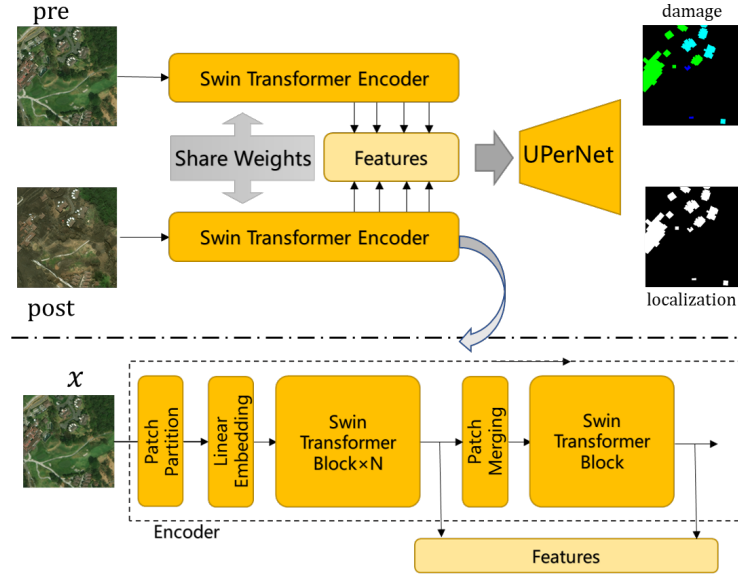 pre
damage
Swin Transformer Encoder
Share Weights
Features
UPerNet
Swin Transformer Encoder
post
localization
x
Patch
Partition
Linear
Embedding
Swin
Transformer
Block×N
Patch
Merging
Swin
Transformer
Block
Encoder
Features